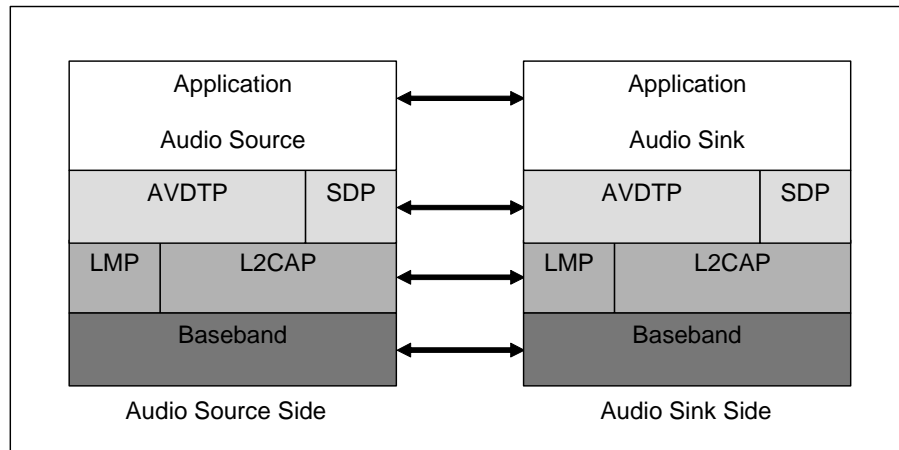 Application
Audio Source
AVDTP
SDP
LMP
L2CAP
Baseband
Audio Source Side
Application
Audio Sink
AVDTP
SDP
LMP
L2CAP
Baseband
Audio Sink Side